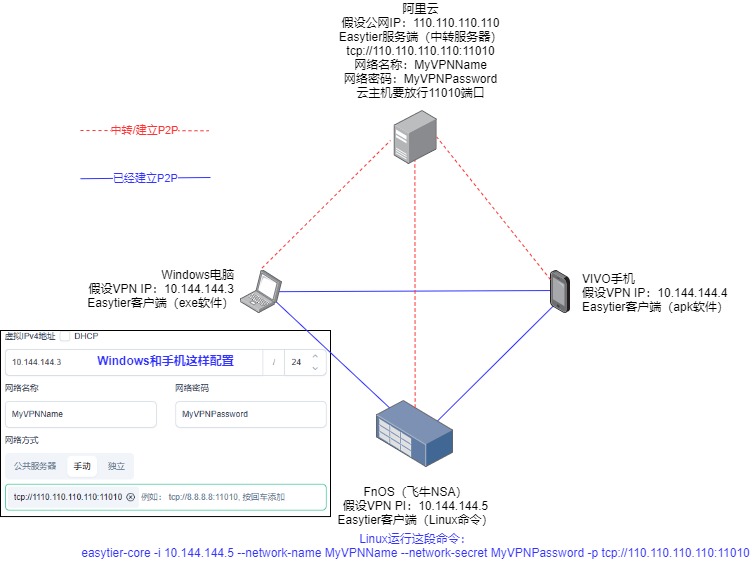 阿里云
假设公网IP：110.110.110.110
Easytier服务端（中转服务器）
tcp://110.110.110.110:11010
网络名称：MyVPNName
网络密码：MyVPNPassword
云主机要放行11010端口
中转/建立P2P
已经建立P2P
Windows电脑
假设VPN IP：10.144.144.3
Easytier客户端（exe软件）
VIVO手机
假设VPN IP：10.144.144.4
Easytier客户端（apk软件）
虚拟IPv4地址 DHCP
10.144.144.3 Windows和手机这样配置 / 24
网络名称 网络密码
MyVPNName MyVPNPassword
网络方式
公共服务器 手动 独立
tcp://1110.110.110.110:11010 例如： tcp://8.8.8.8:11010, 按回车添加
FnOS（飞牛NSA）
假设VPN PI：10.144.144.5
Easytier客户端（Linux命令）
Linux运行这段命令：
easytier-core -i 10.144.144.5 --network-name MyVPNName --network-secret MyVPNPassword -p tcp://110.110.110.110:11010